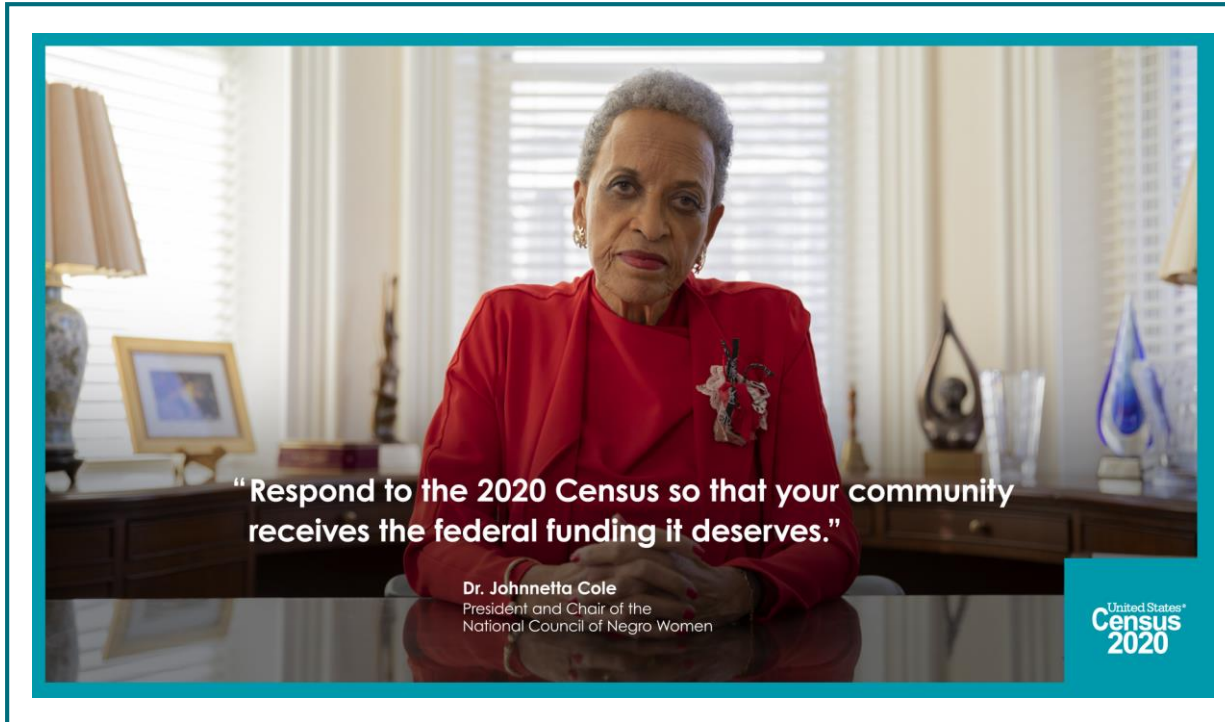 “Respond to the 2020 Census so that your community
receives the federal funding it deserves.”
Dr. Johnnetta Cole
President and Chair of the
National Council of Negro Women
United States®
Census
2020